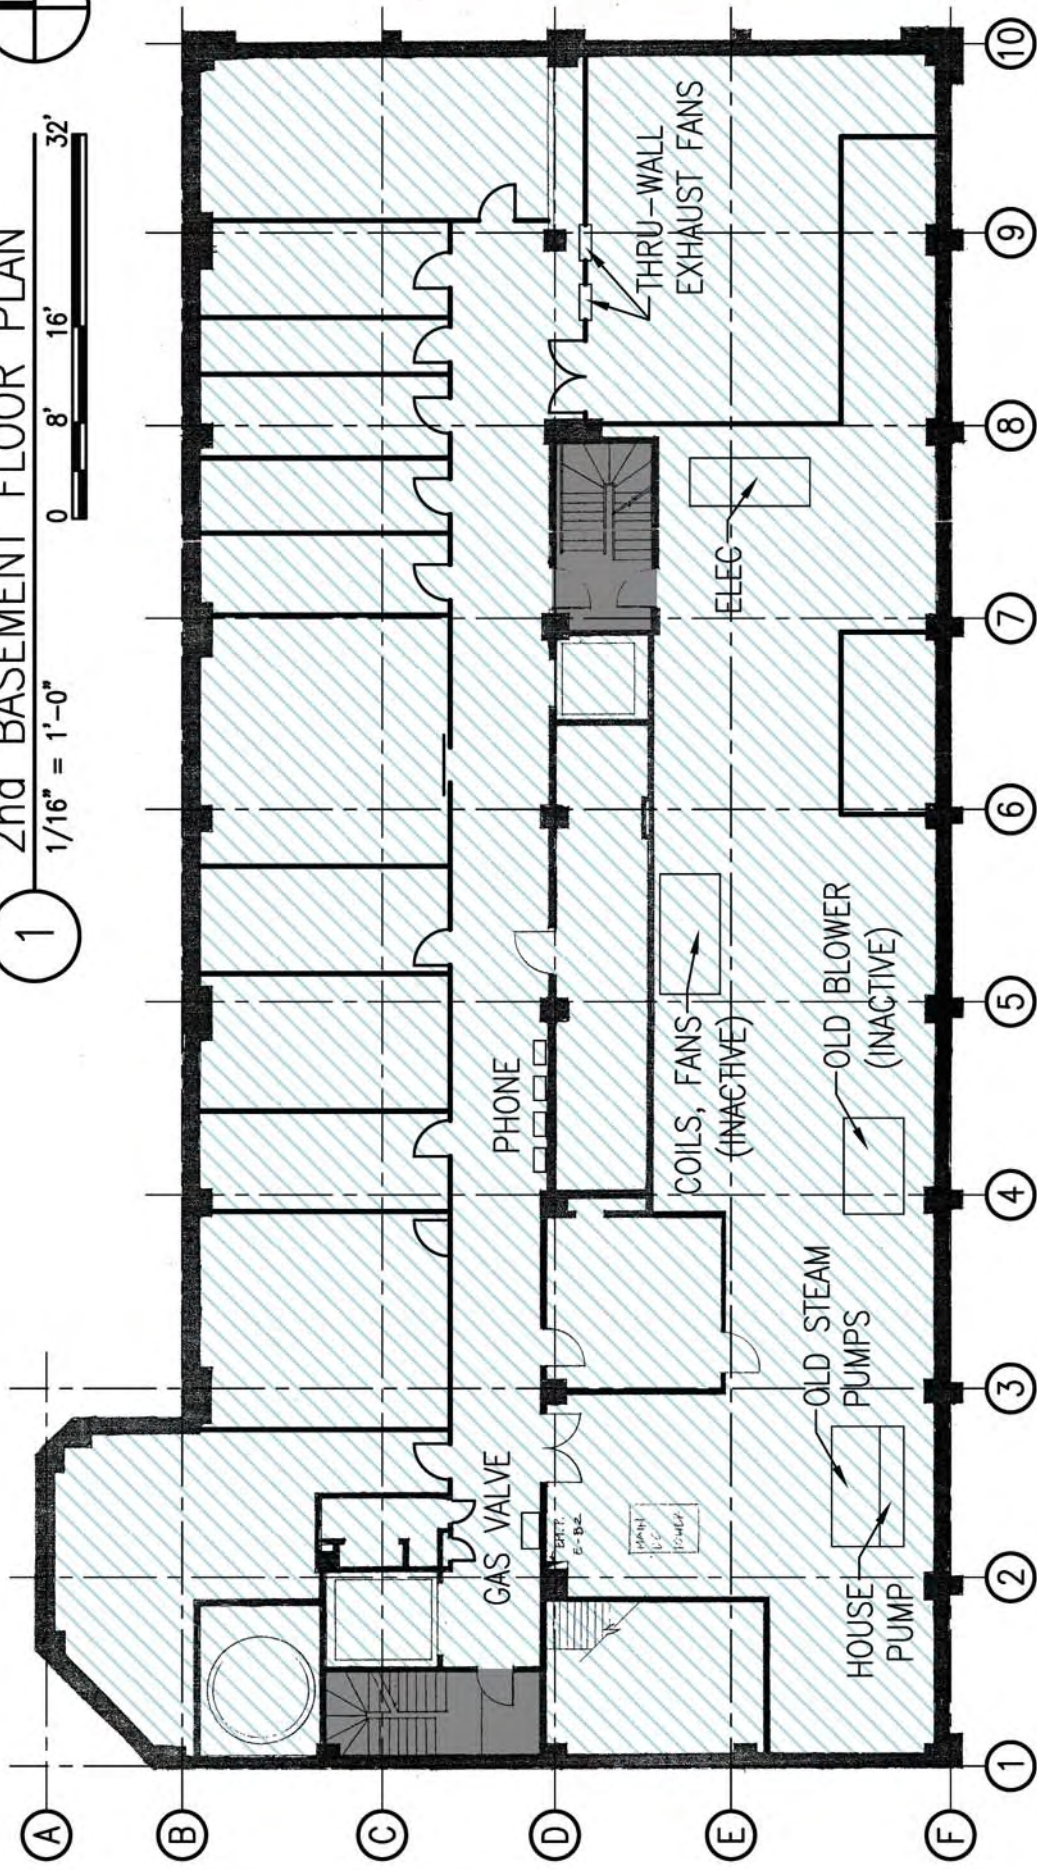 1
2nd BASEMENT FLOOR PLAN
1/16" = 1'-0"
0 8' 16' 32'
A
B
C
D
E
F
1
2
3
4
5
6
7
8
9
10
GAS VALVE
PHONE
THRU-WALL
EXHAUST FANS
ELEC
COILS, FANS
(INACTIVE)
OLD BLOWER
(INACTIVE)
OLD STEAM
PUMPS
HOUSE
PUMP
E-B2
MAIN